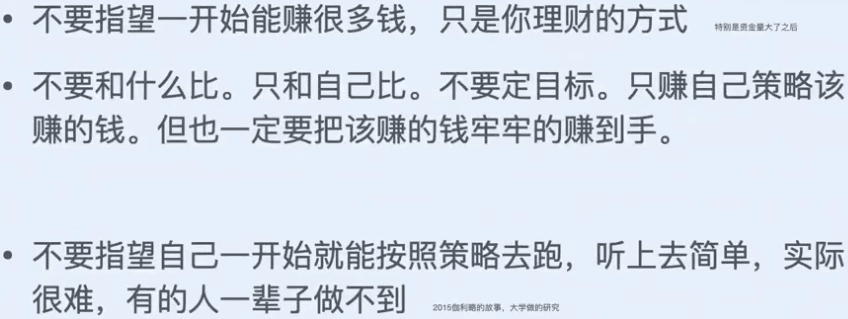 • 不要指望一开始能赚很多钱，只是你理财的方式 特别是资金量大了之后
• 不要和什么比。只和自己比。不要定目标。只赚自己策略该
赚的钱。但也一定要把该赚的钱牢牢的赚到手。
• 不要指望自己一开始就能按照策略去跑，听上去简单，实际
很难，有的人一辈子做不到 2015伽利略的故事，大学做的研究